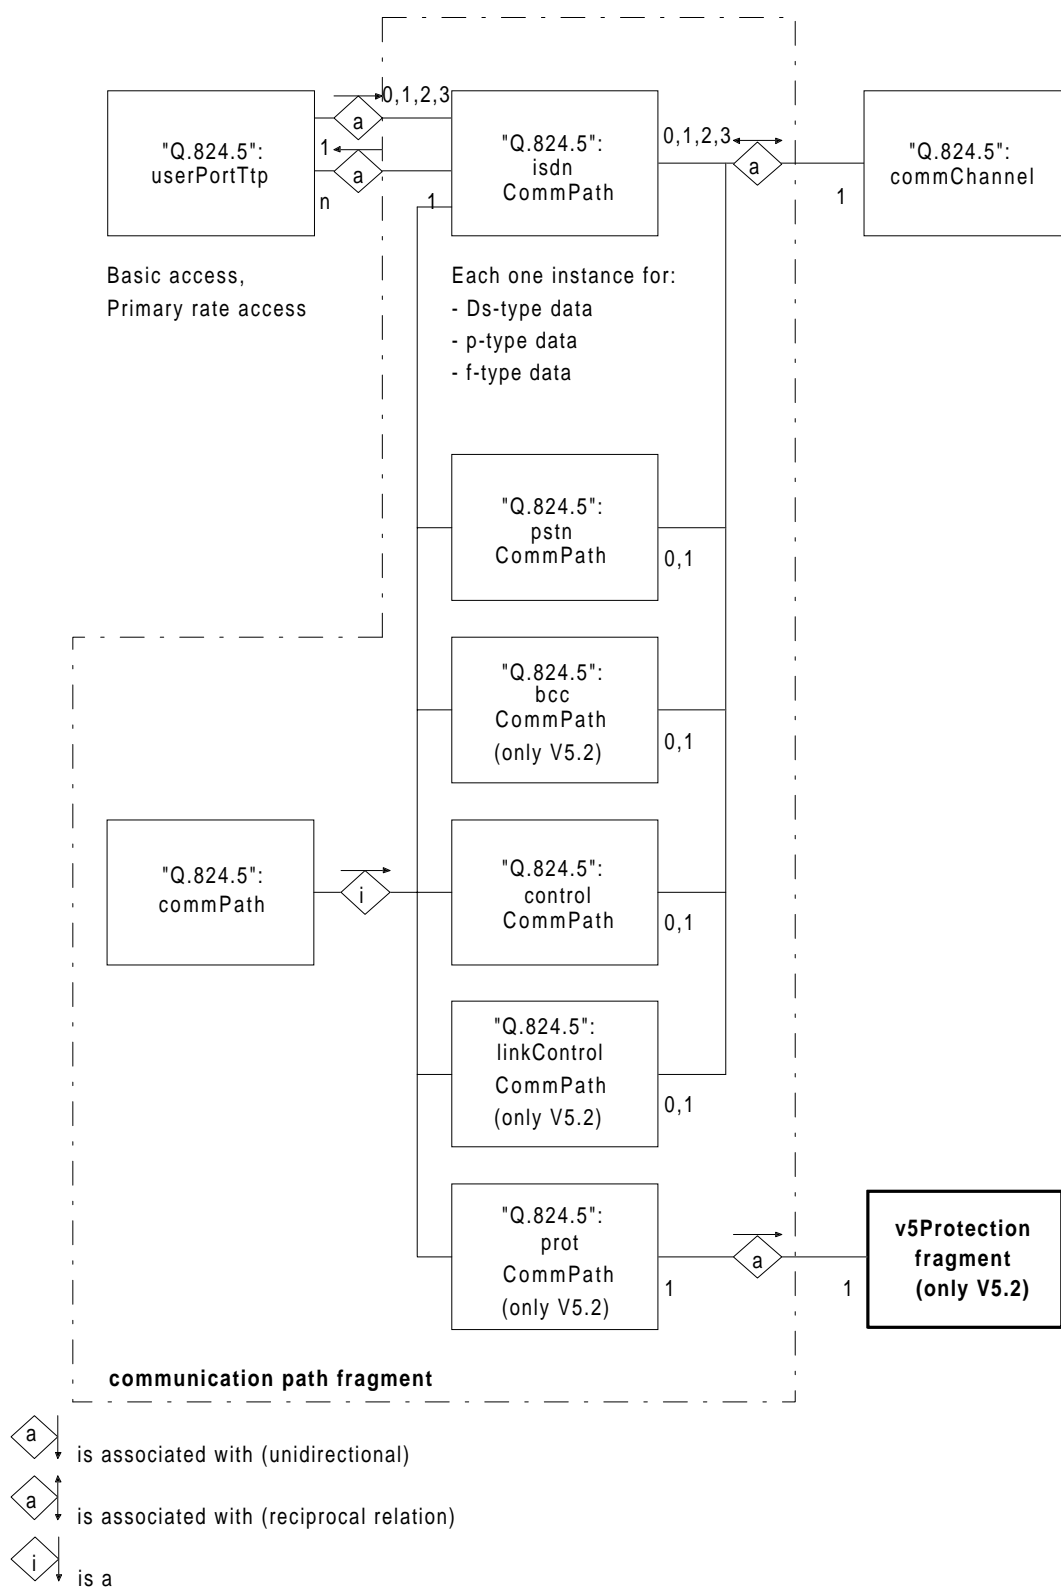 0,1,2,3
a
"Q.824.5":
userPortTtp
1
a
n
1
"Q.824.5":
isdn
CommPath
0,1,2,3
a
1
"Q.824.5":
commChannel
Basic access,
Primary rate access
Each one instance for:
- Ds-type data
- p-type data
- f-type data
"Q.824.5":
pstn
CommPath
0,1
"Q.824.5":
bcc
CommPath
(only V5.2)
0,1
"Q.824.5":
commPath
i
"Q.824.5":
control
CommPath
0,1
"Q.824.5":
linkControl
CommPath
(only V5.2)
0,1
"Q.824.5":
prot
CommPath
(only V5.2)
1
a
1
v5Protection
fragment
(only V5.2)
communication path fragment
a
is associated with (unidirectional)
a
is associated with (reciprocal relation)
i
is a